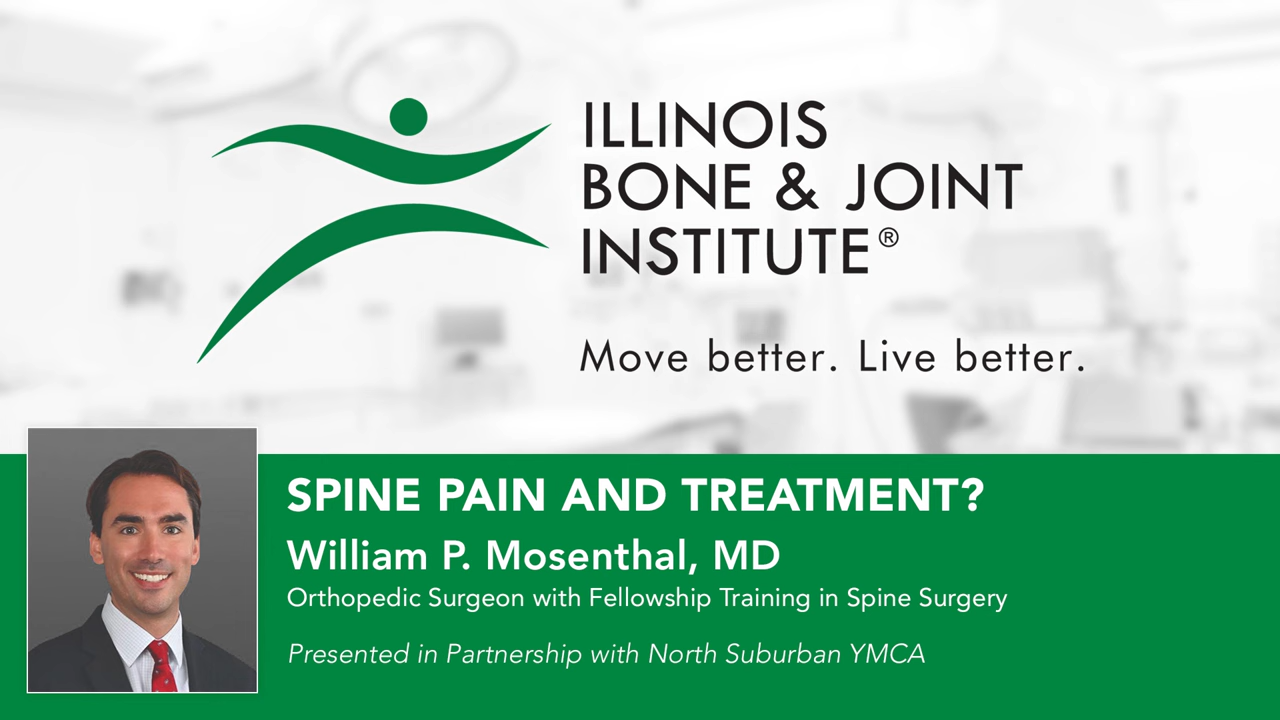 ILLINOIS
BONE & JOINT
INSTITUTE®
Move better. Live better.
SPINE PAIN AND TREATMENT?
William P. Mosenthal, MD
Orthopedic Surgeon with Fellowship Training in Spine Surgery
Presented in Partnership with North Suburban YMCA